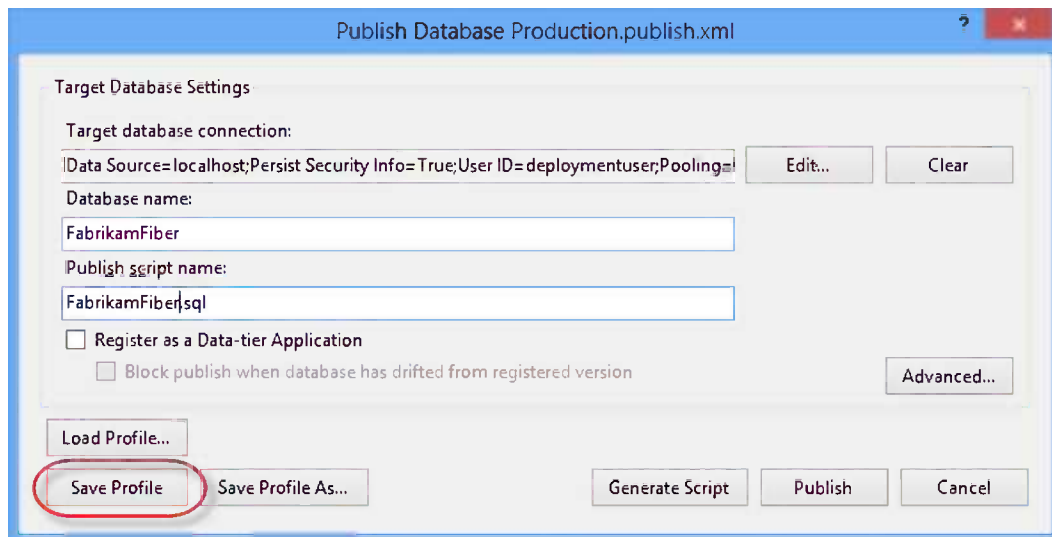 Publish Database Production.publish.xml
?
Target Database Settings
Target database connection:
Data Source=localhost;Persist Security Info=True;User ID=deploymentuser;Pooling=
Edit...
Clear
Database name:
FabrikamFiber
Publish script name:
FabrikamFiber.sql
Register as a Data-tier Application
Block publish when database has drifted from registered version
Advanced...
Load Profile...
Save Profile
Save Profile As...
Generate Script
Publish
Cancel